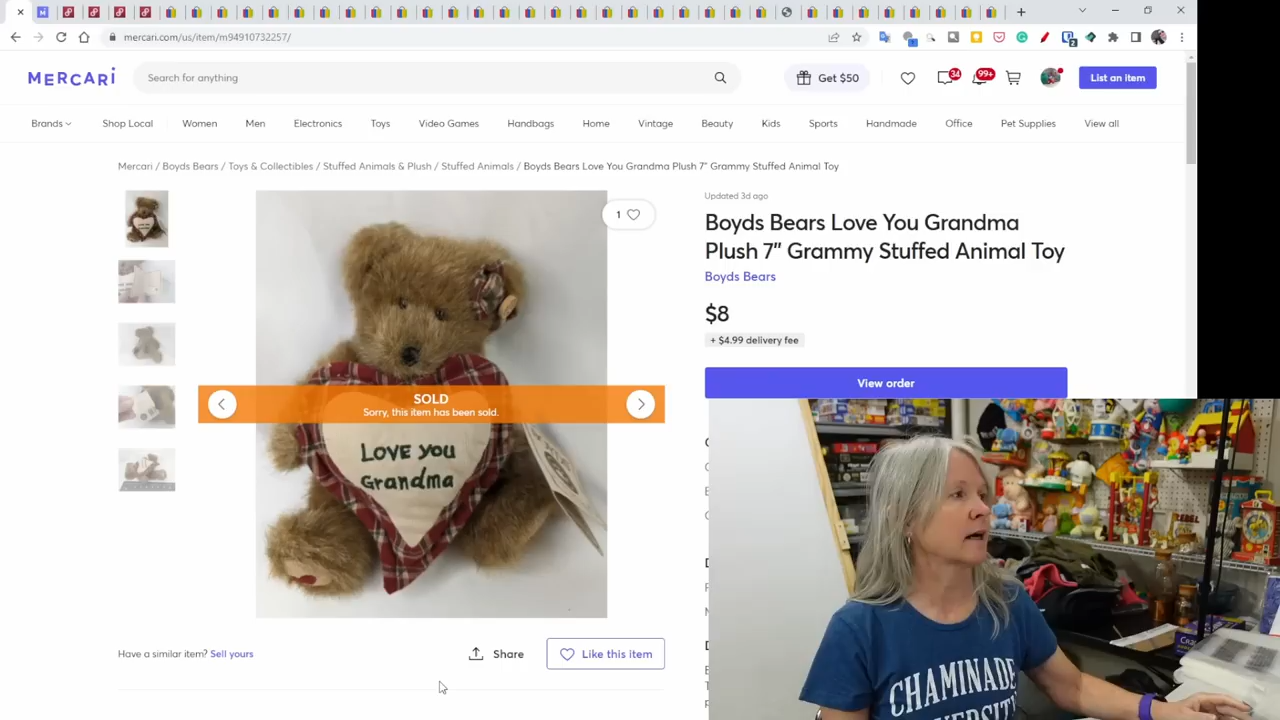 mercari.com/us/item/m94910732257/
MERCARI
Search for anything
Get $50
34
99+
List an item
Brands
Shop Local
Women
Men
Electronics
Toys
Video Games
Handbags
Home
Vintage
Beauty
Kids
Sports
Handmade
Office
Pet Supplies
View all
Mercari / Boyds Bears / Toys & Collectibles / Stuffed Animals & Plush / Stuffed Animals / Boyds Bears Love You Grandma Plush 7" Grammy Stuffed Animal Toy
1
Updated 3d ago
Boyds Bears Love You Grandma
Plush 7" Grammy Stuffed Animal Toy
Boyds Bears
$8
+ $4.99 delivery fee
View order
SOLD
Sorry, this item has been sold.
LOVE YOU
Grandma
Have a similar item? Sell yours
Share
Like this item
CHAMINADE